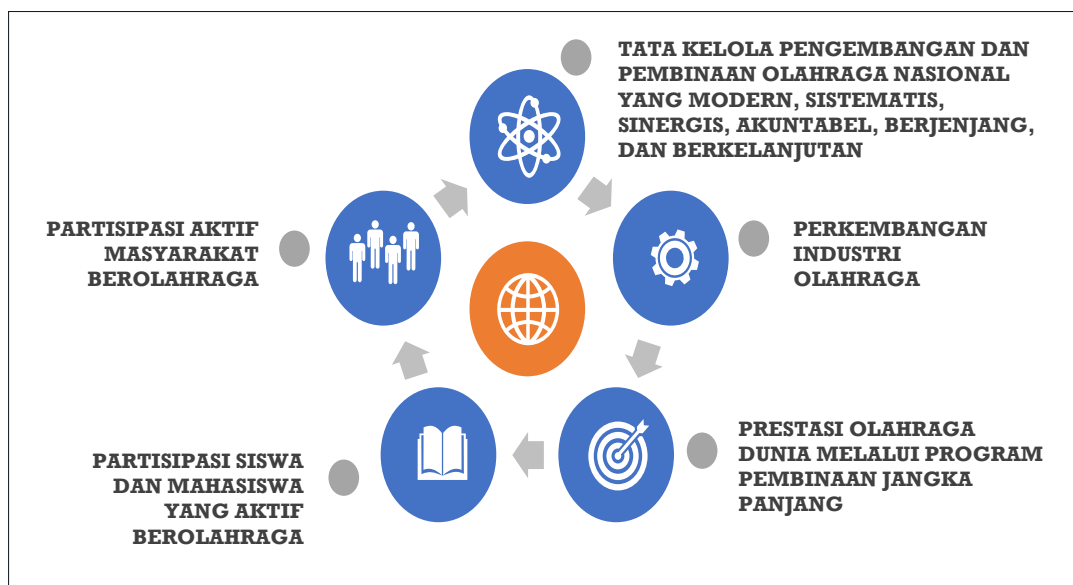 TATA KELOLA PENGEMBANGAN DAN
PEMBINAAN OLAHRAGA NASIONAL
YANG MODERN, SISTEMATIS,
SINERGIS, AKUNTABEL, BERJENJANG,
DAN BERKELANJUTAN
PARTISIPASI AKTIF
MASYARAKAT
BEROLAHRAGA
PERKEMBANGAN
INDUSTRI
OLAHRAGA
PRESTASI OLAHRAGA
DUNIA MELALUI PROGRAM
PEMBINAAN JANGKA
PANJANG
PARTISIPASI SISWA
DAN MAHASISWA
YANG AKTIF
BEROLAHRAGA